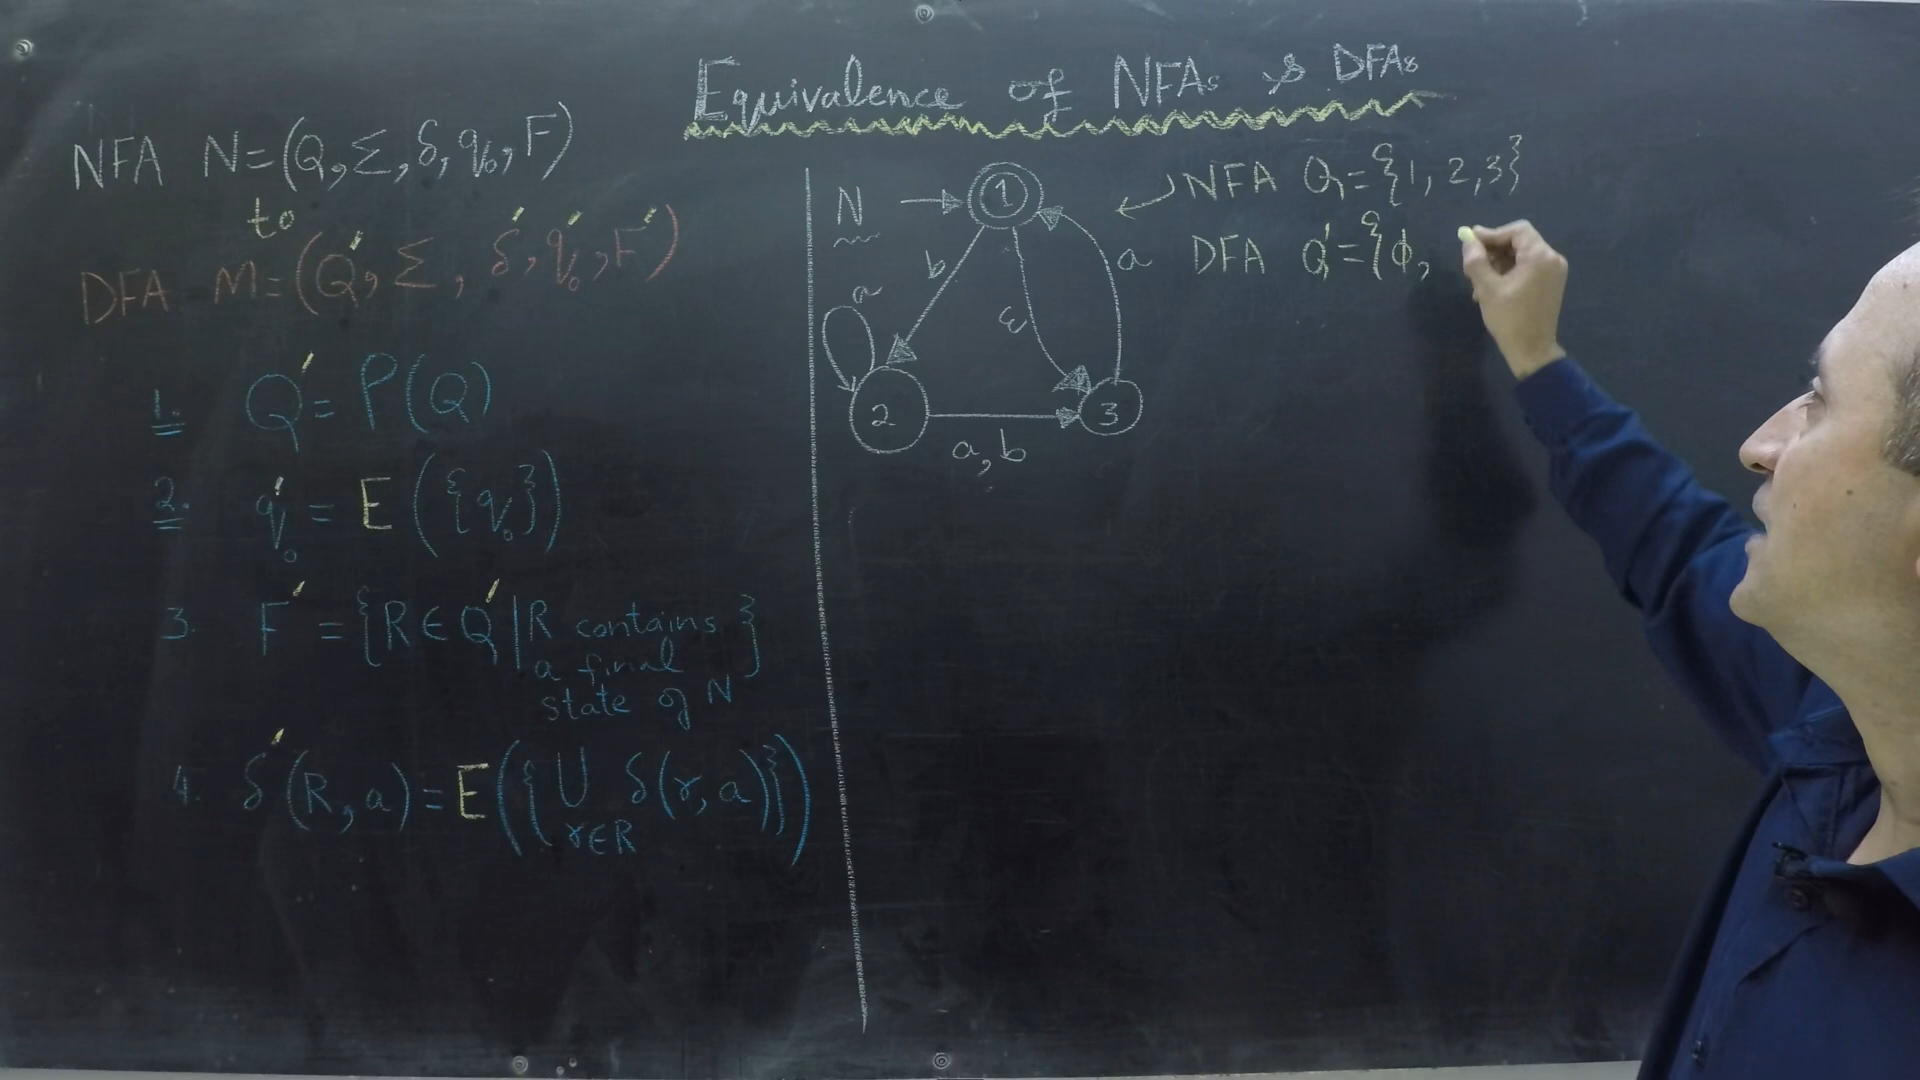 Equivalence of NFAs & DFAs
NFA N=(Q,Σ,δ,q₀,F)
to
DFA M=(Q′,Σ,δ′,q₀′,F′)
1. Q′=P(Q)
2. q₀′=E({q₀})
3. F′={R∈Q′|R contains
a final
state of N}
4. δ′(R,a)=E({∪ δ(r,a)})
r∈R
N
1
b
ε
a
a
2
3
a,b
NFA Q={1,2,3}
DFA Q′={ϕ,